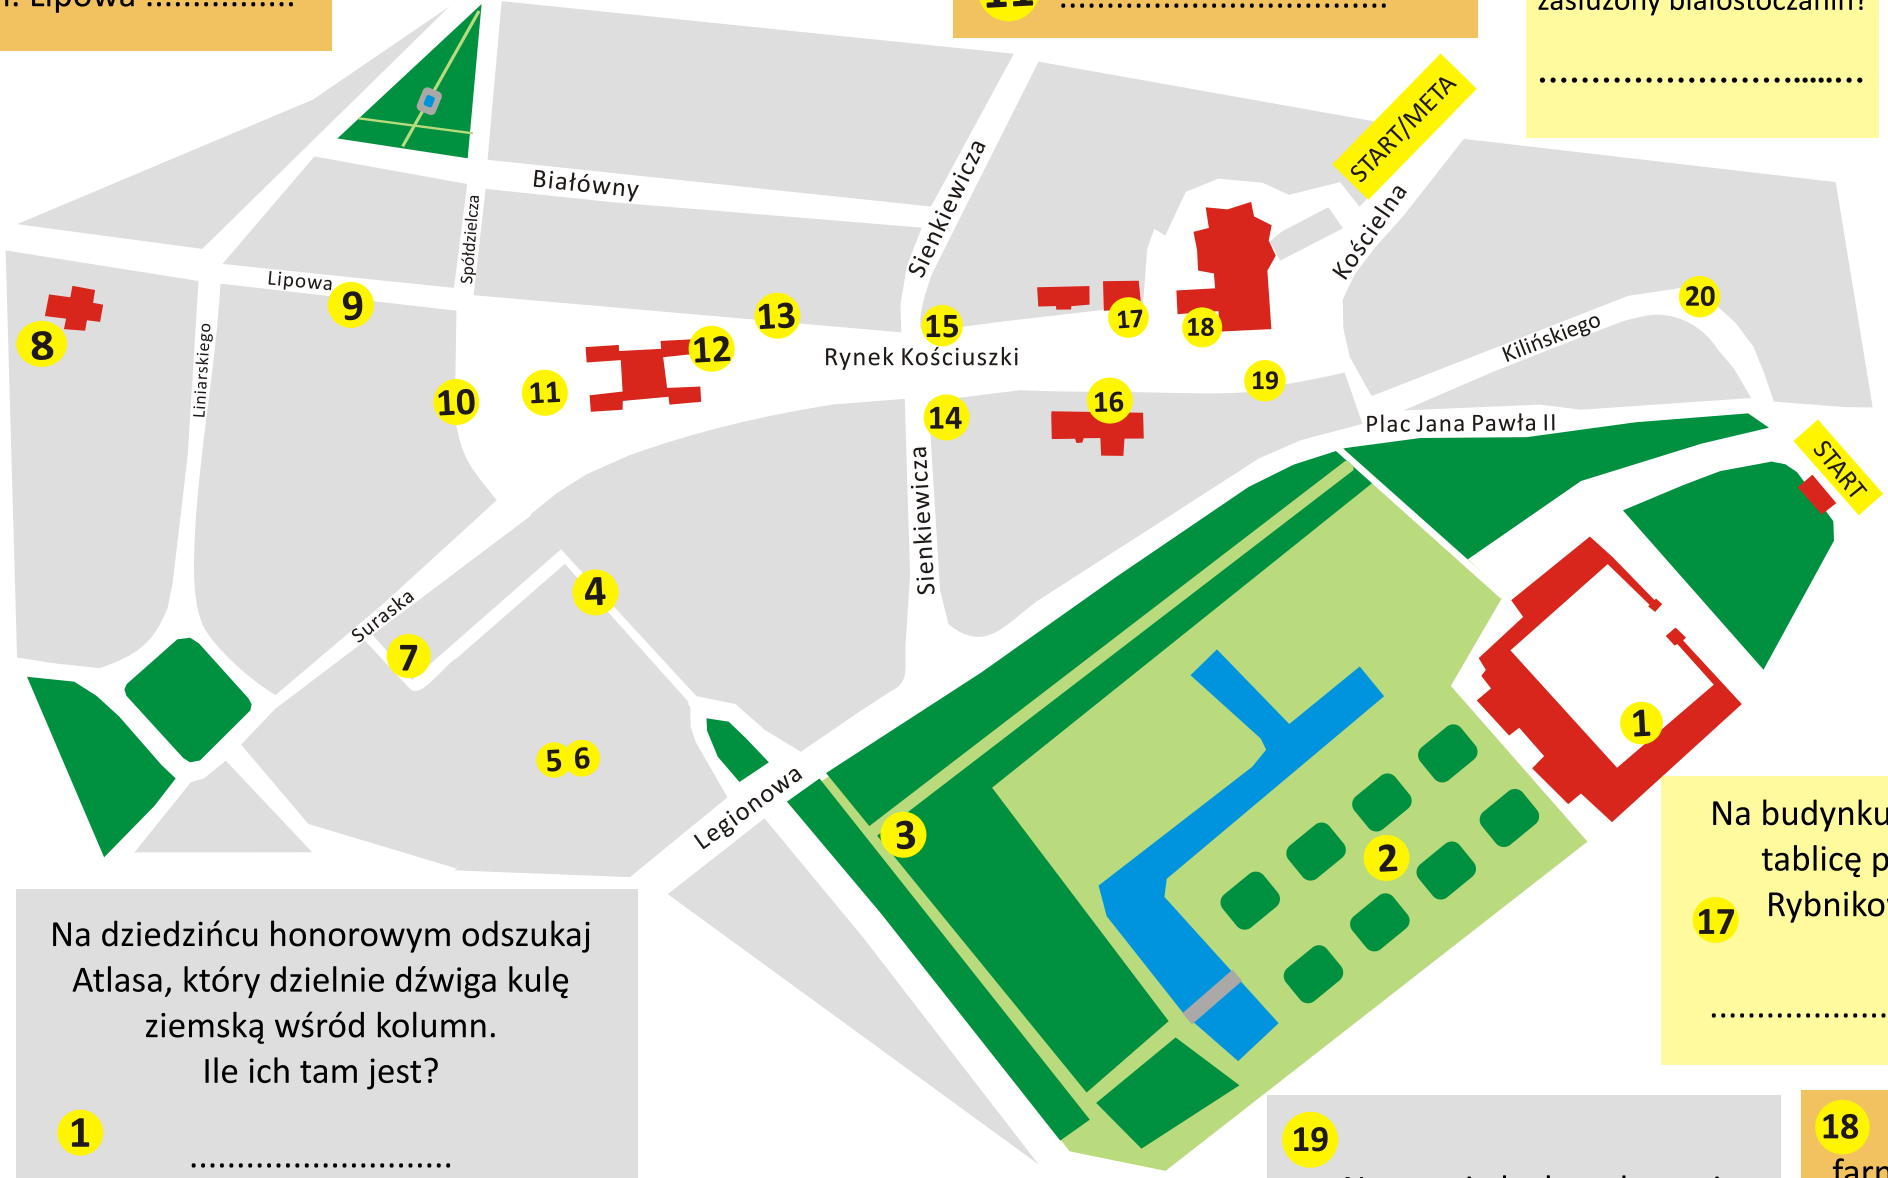 Lipowa ................
11 ...................................
zasłużony białostoczanin?
............................
START/META
Białówny
Sienkiewicza
Kościelna
Spółdzielcza
Lipowa
9
13
15
17
18
20
8
Liniarskiego
12
Rynek Kościuszki
Kilińskiego
10
11
14
16
19
Plac Jana Pawła II
START
Sienkiewicza
4
Suraska
7
5 6
1
Legionowa
3
2
Na dziedzińcu honorowym odszukaj
Atlasa, który dzielnie dźwiga kulę
ziemską wśród kolumn.
Ile ich tam jest?
1
............................
Na budynku
tablicę
17
...................
19
18